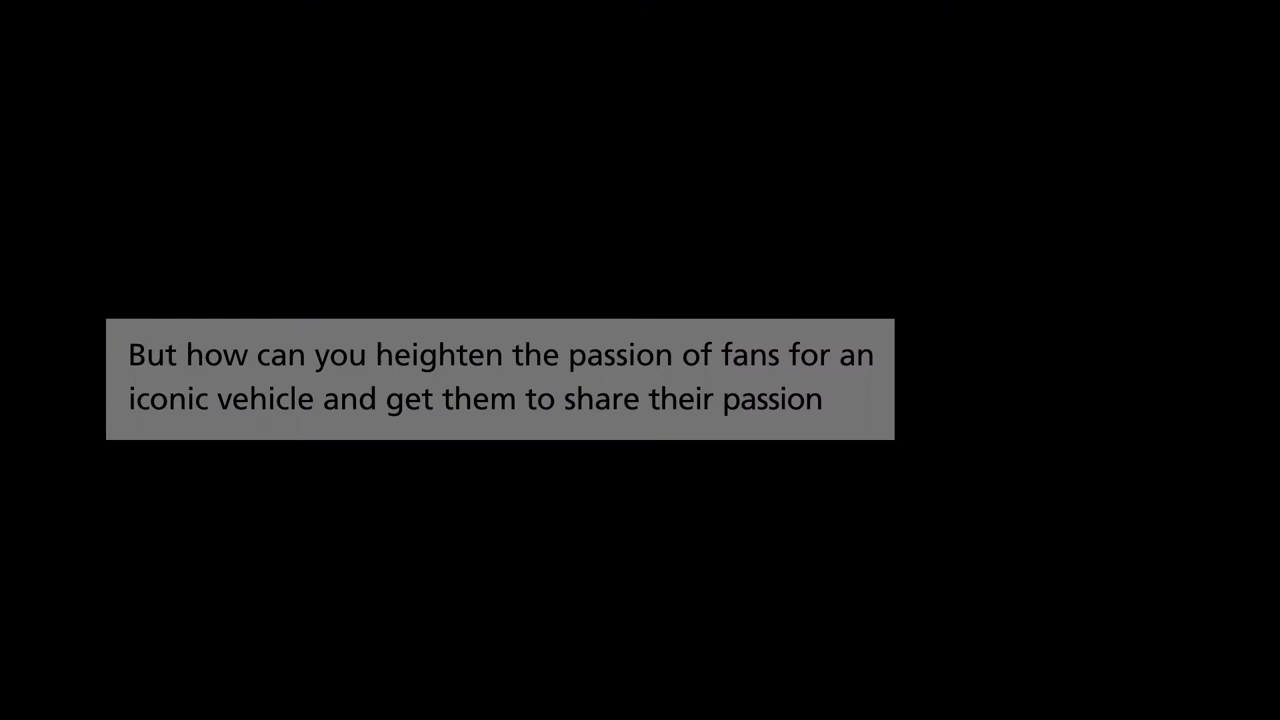 But how can you heighten the passion of fans for an
iconic vehicle and get them to share their passion